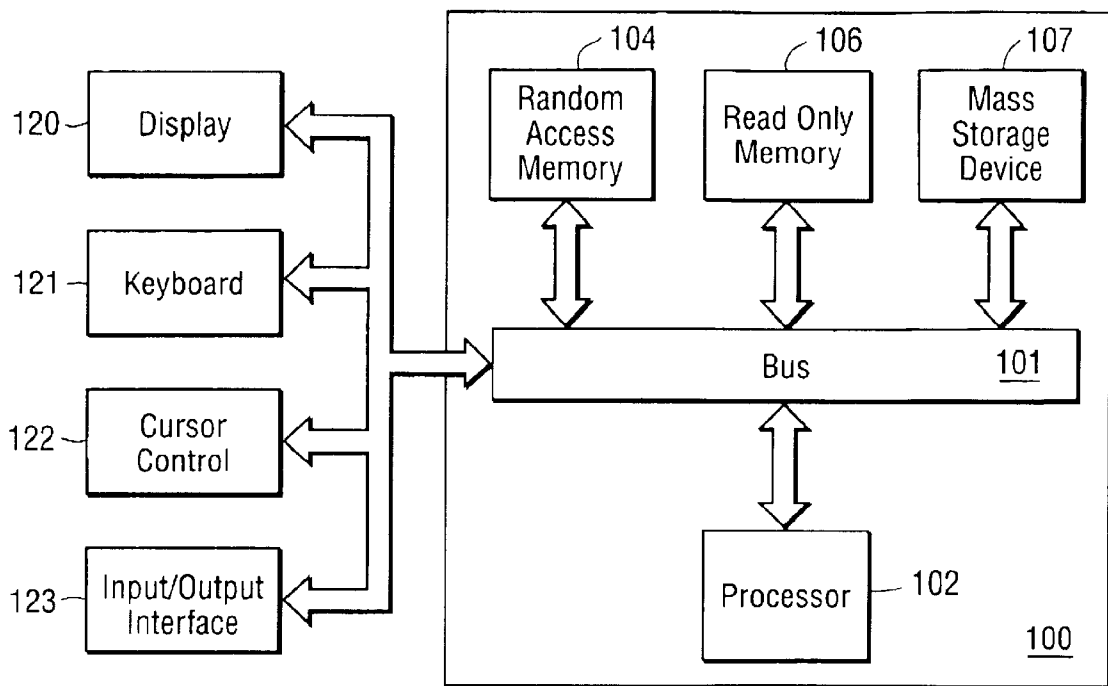 104
106
107
Random
Access
Memory
Read Only
Memory
Mass
Storage
Device
120
Display
121
Keyboard
Bus
101
122
Cursor
Control
123
Input/Output
Interface
Processor
102
100